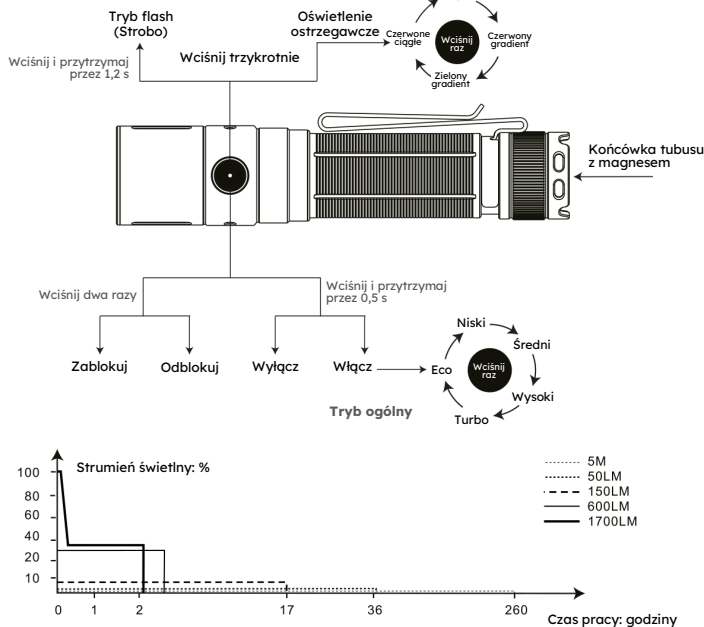 Tryb flash
(Strobo)
Oświetlenie
ostrzegawcze
Wciśnij i przytrzymaj
przez 1,2 s
Wciśnij trzykrotnie
Czerwone
ciągłe
Wciśnij
raz
Czerwony
gradient
Zielony
gradient
Końcówka tubusu
z magnesem
Wciśnij dwa razy
Wciśnij i przytrzymaj
przez 0,5 s
Zablokuj
Odblokuj
Wyłącz
Włącz
Eco
Niski
Średni
Wysoki
Turbo
Wciśnij
raz
Tryb ogólny
Strumień świetlny: %
100
80
60
40
20
10
0 1 2 17 36 260
Czas pracy: godziny
5M
50LM
150LM
600LM
1700LM